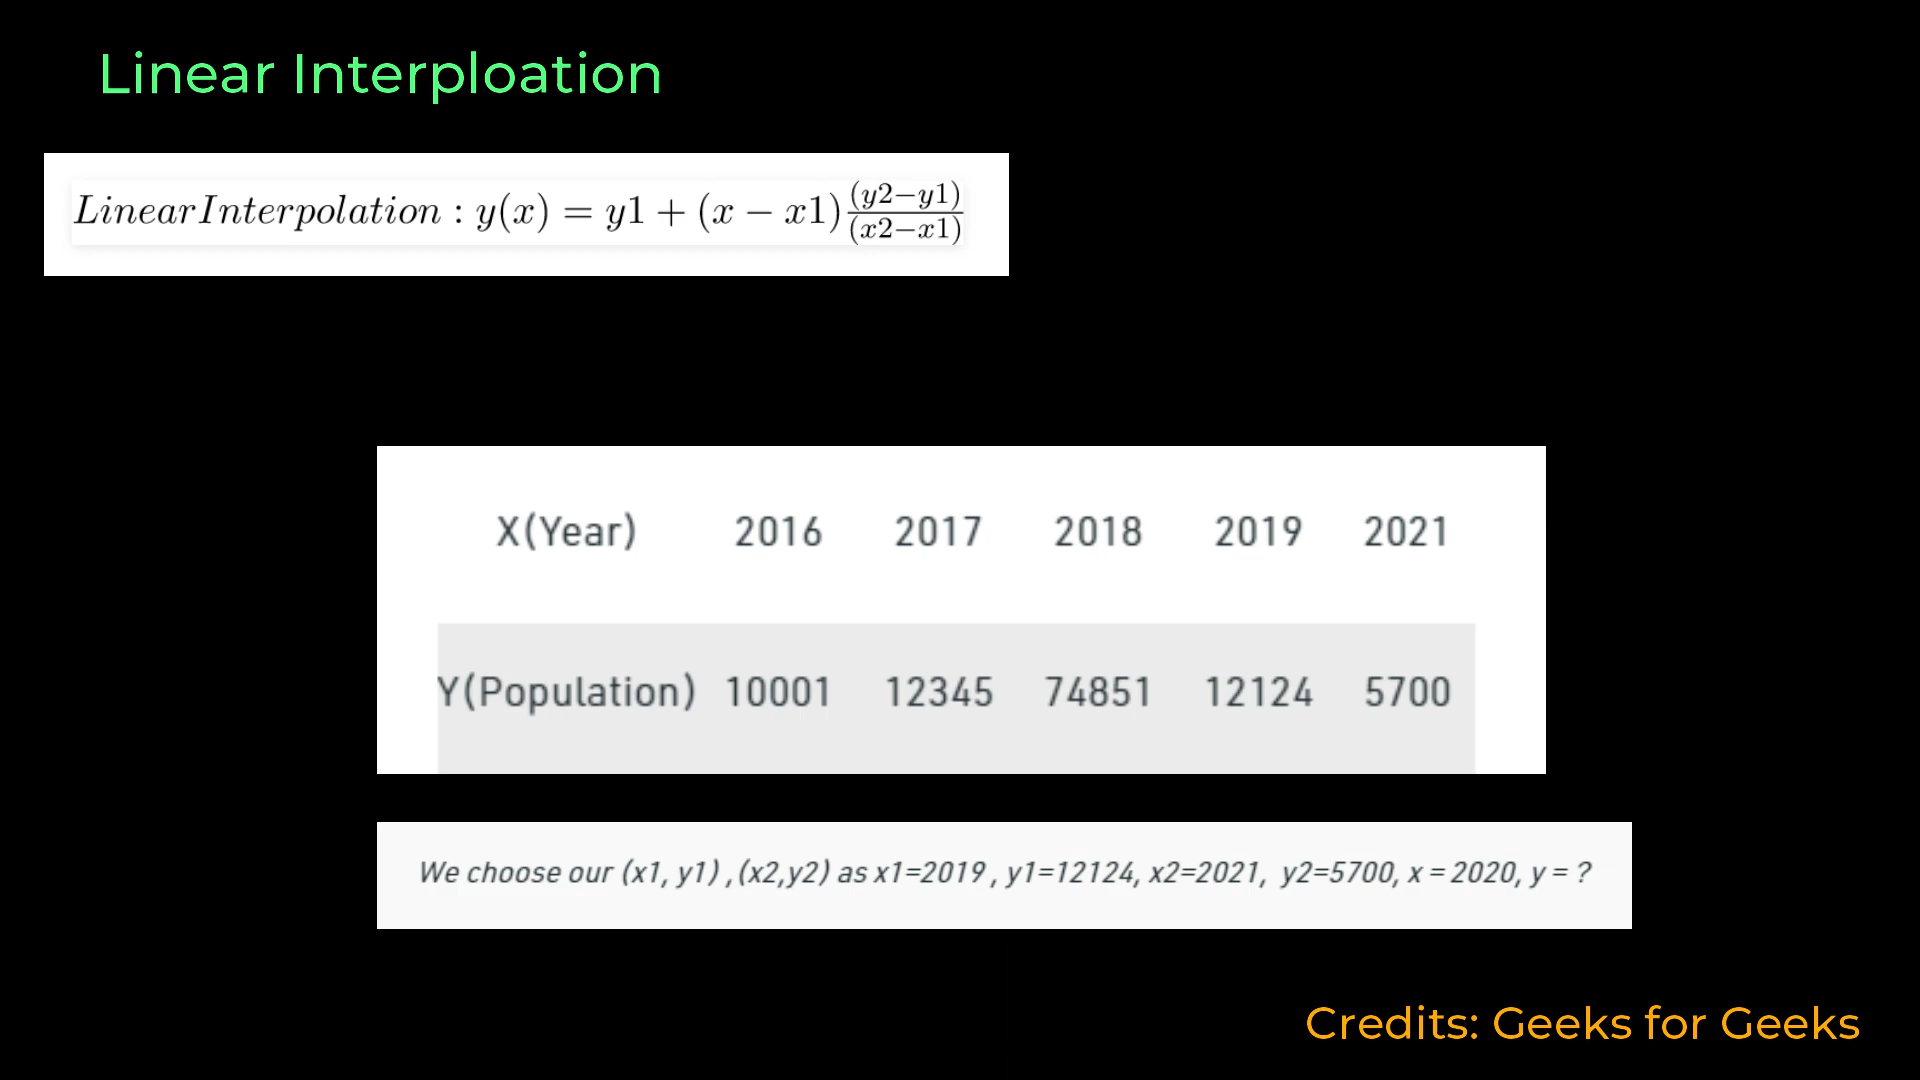 Linear Interploation
LinearInterpolation : y(x) = y1 + (x − x1)(y2−y1)/(x2−x1)
X(Year) 2016 2017 2018 2019 2021
Y(Population) 10001 12345 74851 12124 5700
We choose our (x1, y1) ,(x2,y2) as x1=2019 , y1=12124, x2=2021, y2=5700, x = 2020, y = ?
Credits: Geeks for Geeks